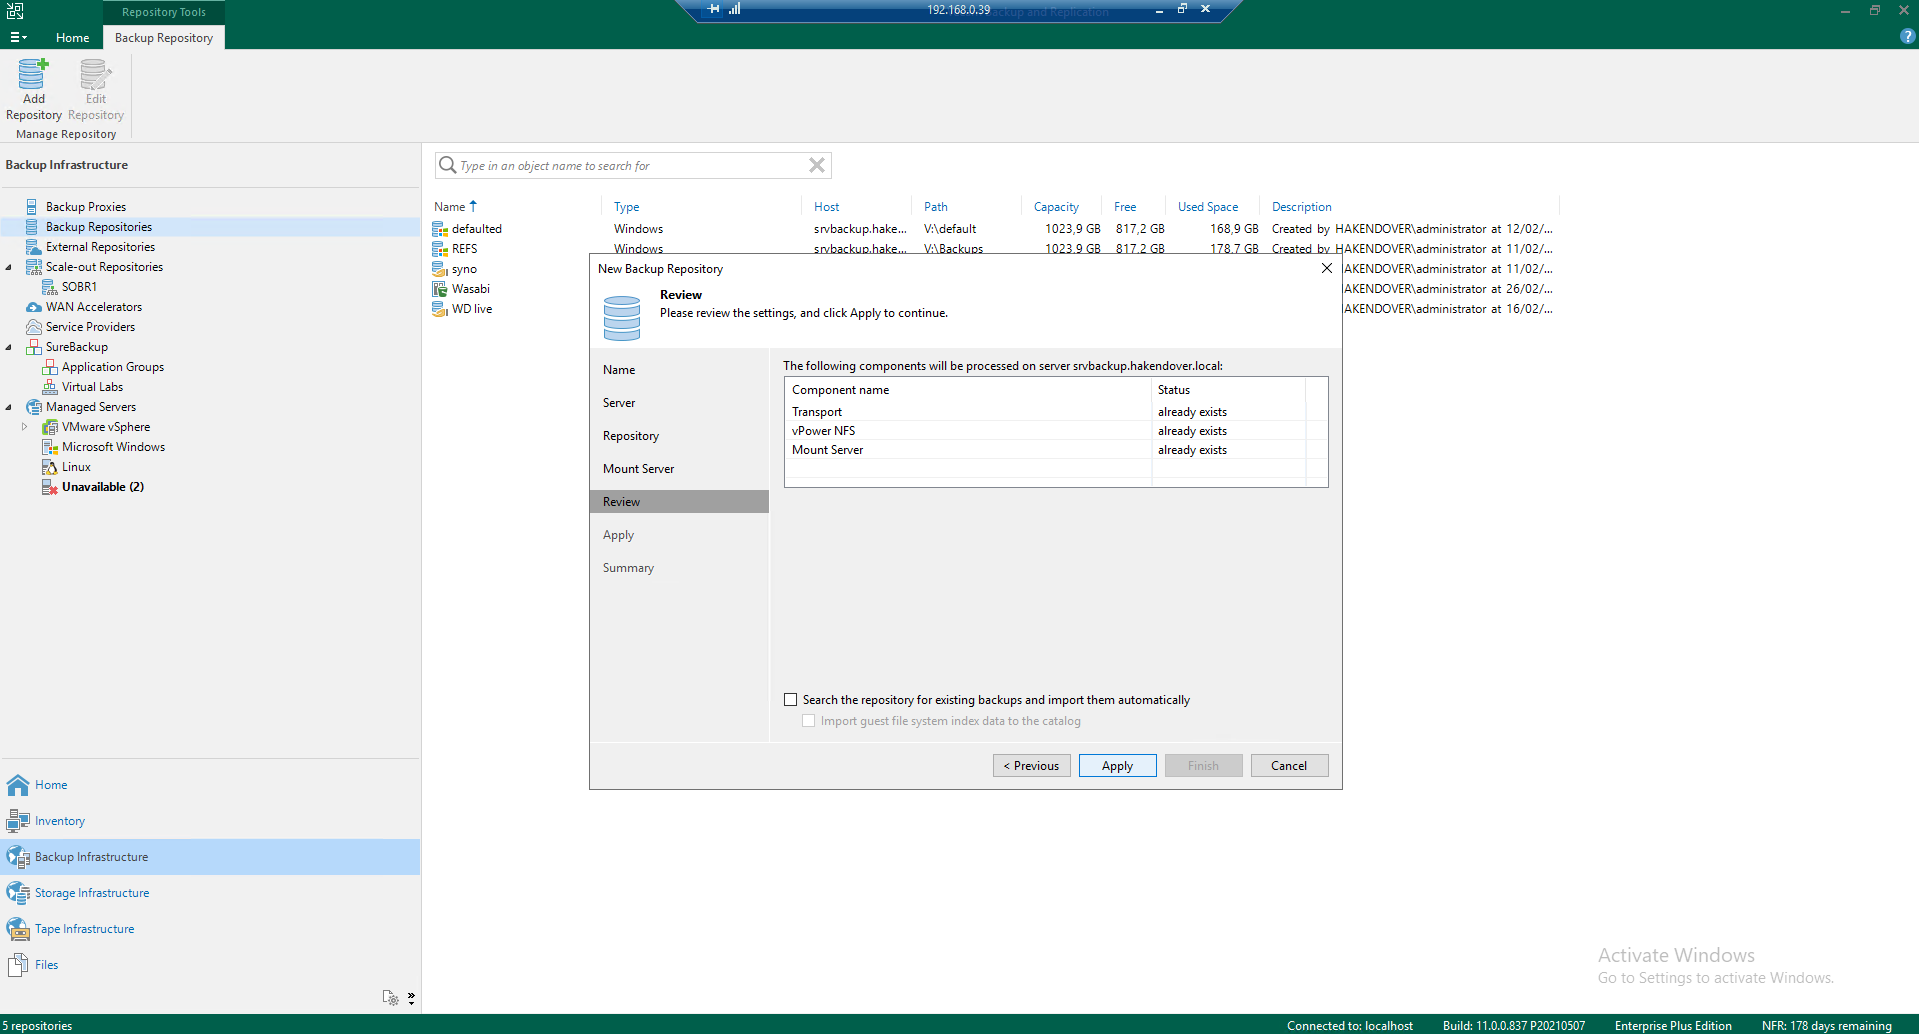 Repository Tools
192.168.0.39
Backup and Replication
Home
Backup Repository
Add
Repository
Edit
Repository
Manage Repository
Backup Infrastructure
Type in an object name to search for
Backup Proxies
Backup Repositories
External Repositories
Scale-out Repositories
SOBR1
WAN Accelerators
Service Providers
SureBackup
Application Groups
Virtual Labs
Managed Servers
VMware vSphere
Microsoft Windows
Linux
Unavailable (2)
Name Type Host Path Capacity Free Used Space Description
defaulted Windows srvbackup.hake... V:\default 1023,9 GB 817,2 GB 168,9 GB Created by HAKENDOVER\administrator at 12/02/...
REFS Windows srvbackup.hake... V:\Backups 1023,9 GB 817,2 GB 178,7 GB Created by HAKENDOVER\administrator at 11/02/...
syno HAKENDOVER\administrator at 11/02/...
Wasabi HAKENDOVER\administrator at 26/02/...
WD live HAKENDOVER\administrator at 16/02/...
New Backup Repository
Review
Please review the settings, and click Apply to continue.
Name
Server
Repository
Mount Server
Review
Apply
Summary
The following components will be processed on server srvbackup.hakendover.local:
Component name Status
Transport already exists
vPower NFS already exists
Mount Server already exists
Search the repository for existing backups and import them automatically
Import guest file system index data to the catalog
< Previous
Apply
Finish
Cancel
Home
Inventory
Backup Infrastructure
Storage Infrastructure
Tape Infrastructure
Files
Activate Windows
Go to Settings to activate Windows.
5 repositories
Connected to: localhost
Build: 11.0.0.837 P20210507
Enterprise Plus Edition
NFR: 178 days remaining